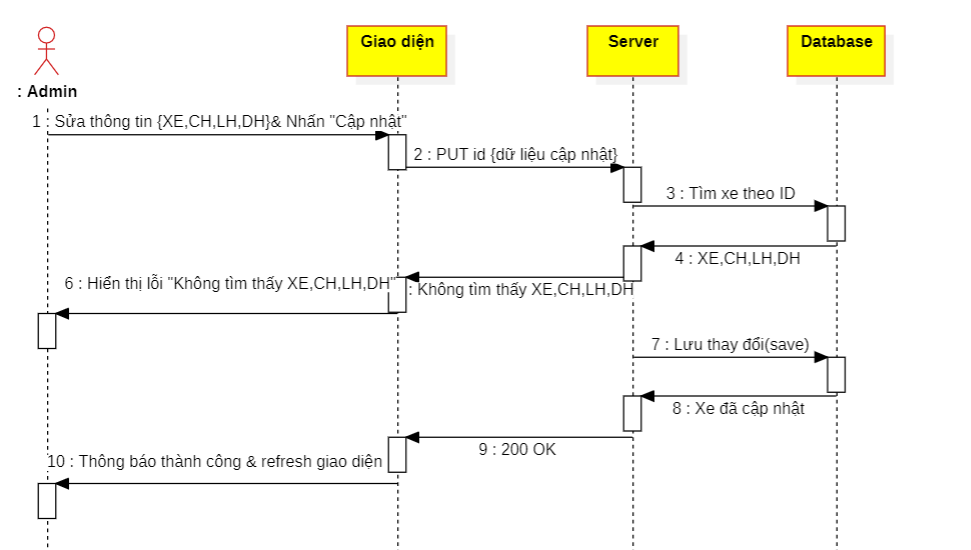 Giao diện
Server
Database
: Admin
1 : Sửa thông tin {XE,CH,LH,DH}& Nhấn "Cập nhật"
2 : PUT id {dữ liệu cập nhật}
3 : Tìm xe theo ID
4 : XE,CH,LH,DH
: Không tìm thấy XE,CH,LH,DH
6 : Hiển thị lỗi "Không tìm thấy XE,CH,LH,DH"
7 : Lưu thay đổi(save)
8 : Xe đã cập nhật
9 : 200 OK
10 : Thông báo thành công & refresh giao diện